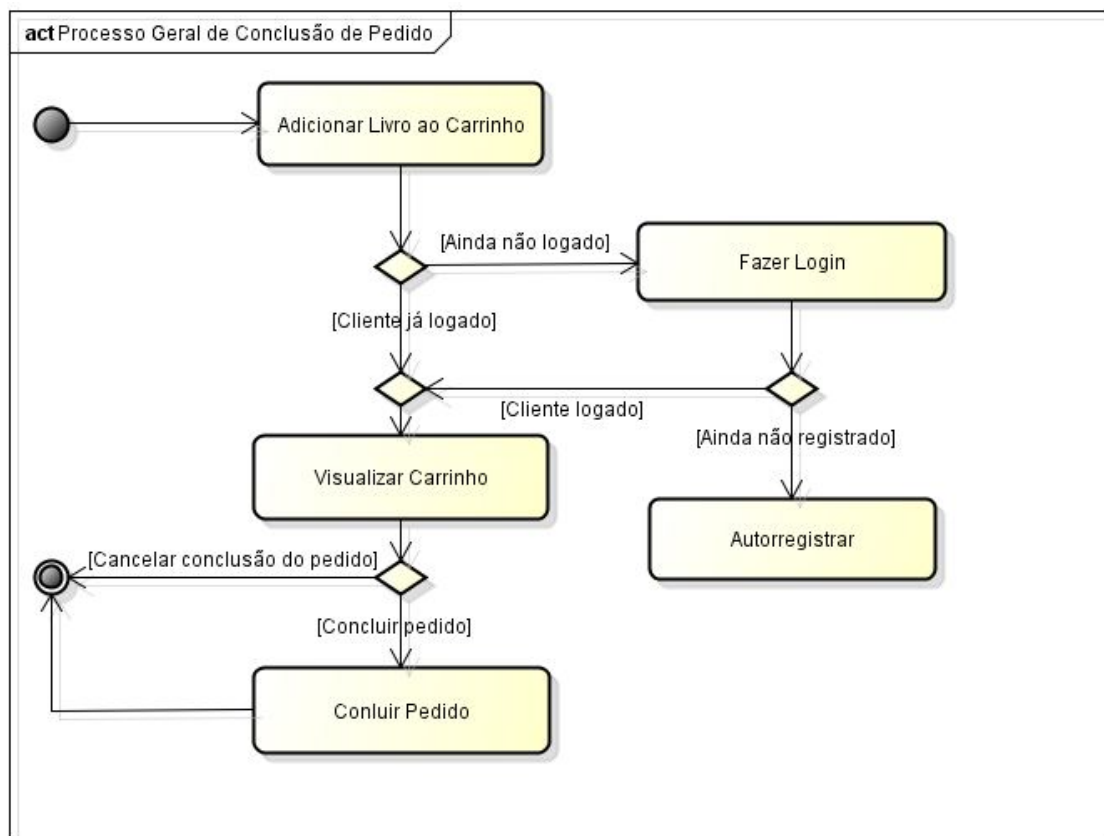 act Processo Geral de Conclusão de Pedido
Adicionar Livro ao Carrinho
[Ainda não logado]
Fazer Login
[Cliente já logado]
[Cliente logado]
[Ainda não registrado]
Visualizar Carrinho
Autorregistrar
[Cancelar conclusão do pedido]
[Concluir pedido]
Conluir Pedido